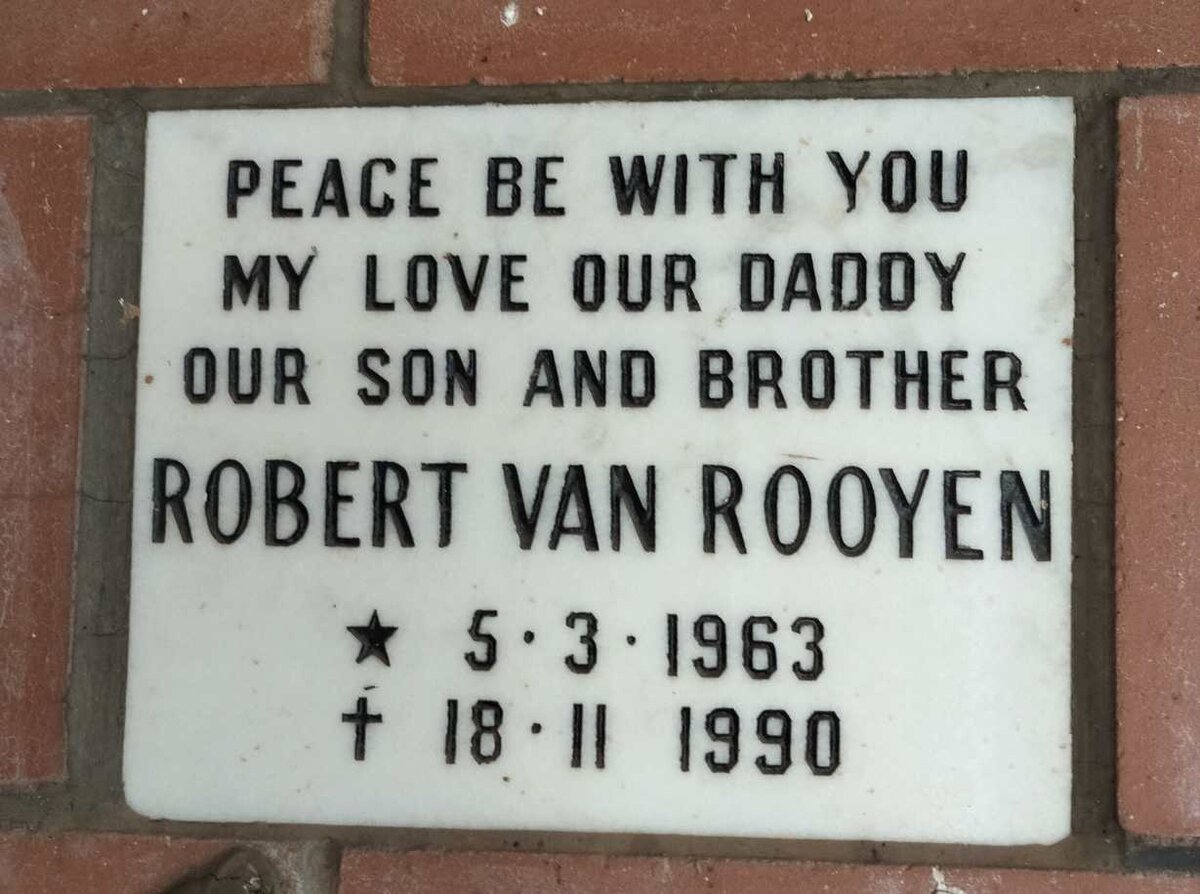 PEACE BE WITH YOU
MY LOVE OUR DADDY
OUR SON AND BROTHER
ROBERT VAN ROOYEN
★ 5·3·1963
† 18·11 1990